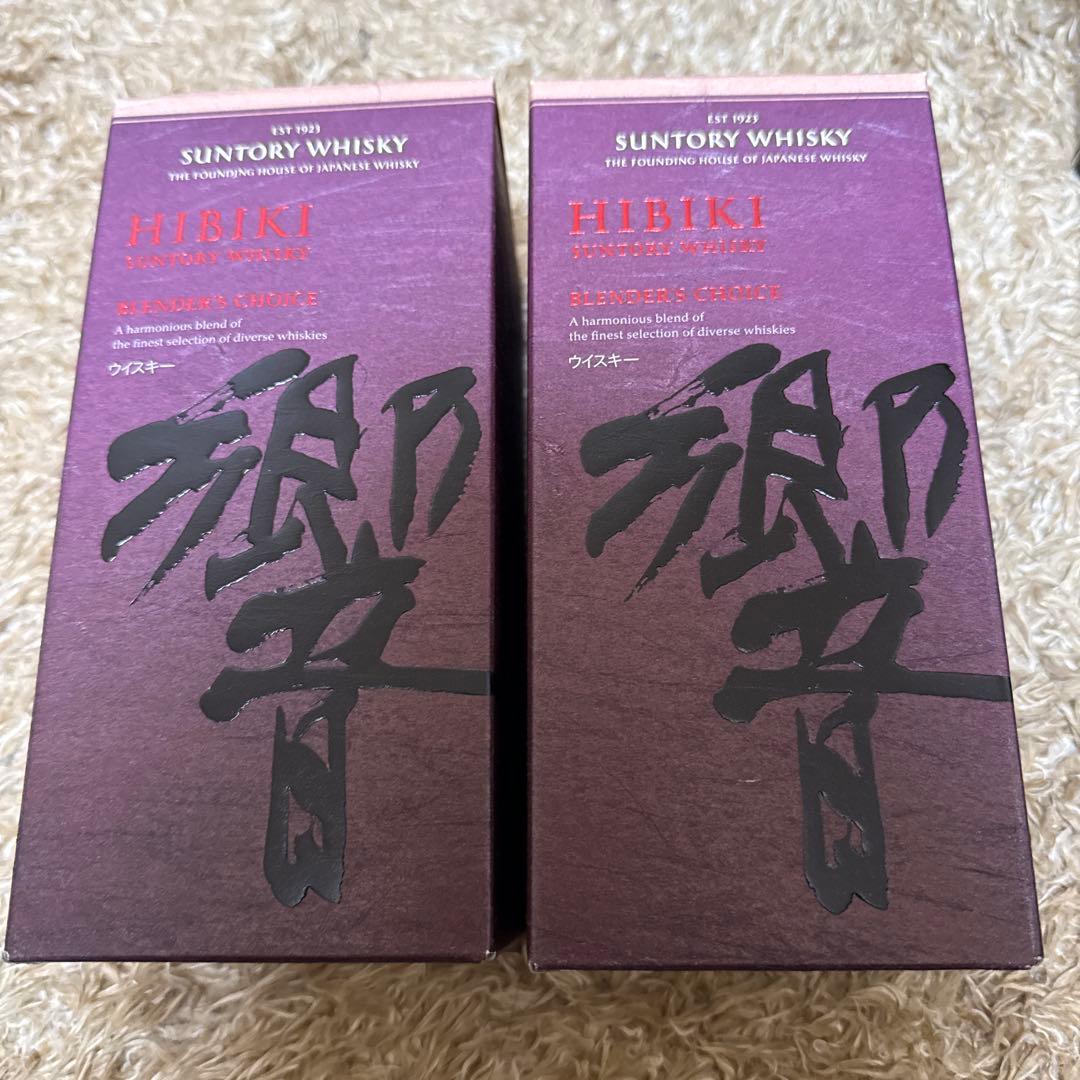 EST 1923
SUNTORY WHISKY
THE FOUNDING HOUSE OF JAPANESE WHISKY
HIBIKI
SUNTORY WHISKY
BLENDER'S CHOICE
A harmonious blend of
the finest selection of diverse whiskies
ウイスキー
響
EST 1923
SUNTORY WHISKY
THE FOUNDING HOUSE OF JAPANESE WHISKY
HIBIKI
SUNTORY WHISKY
BLENDER'S CHOICE
A harmonious blend of
the finest selection of diverse whiskies
ウイスキー
響